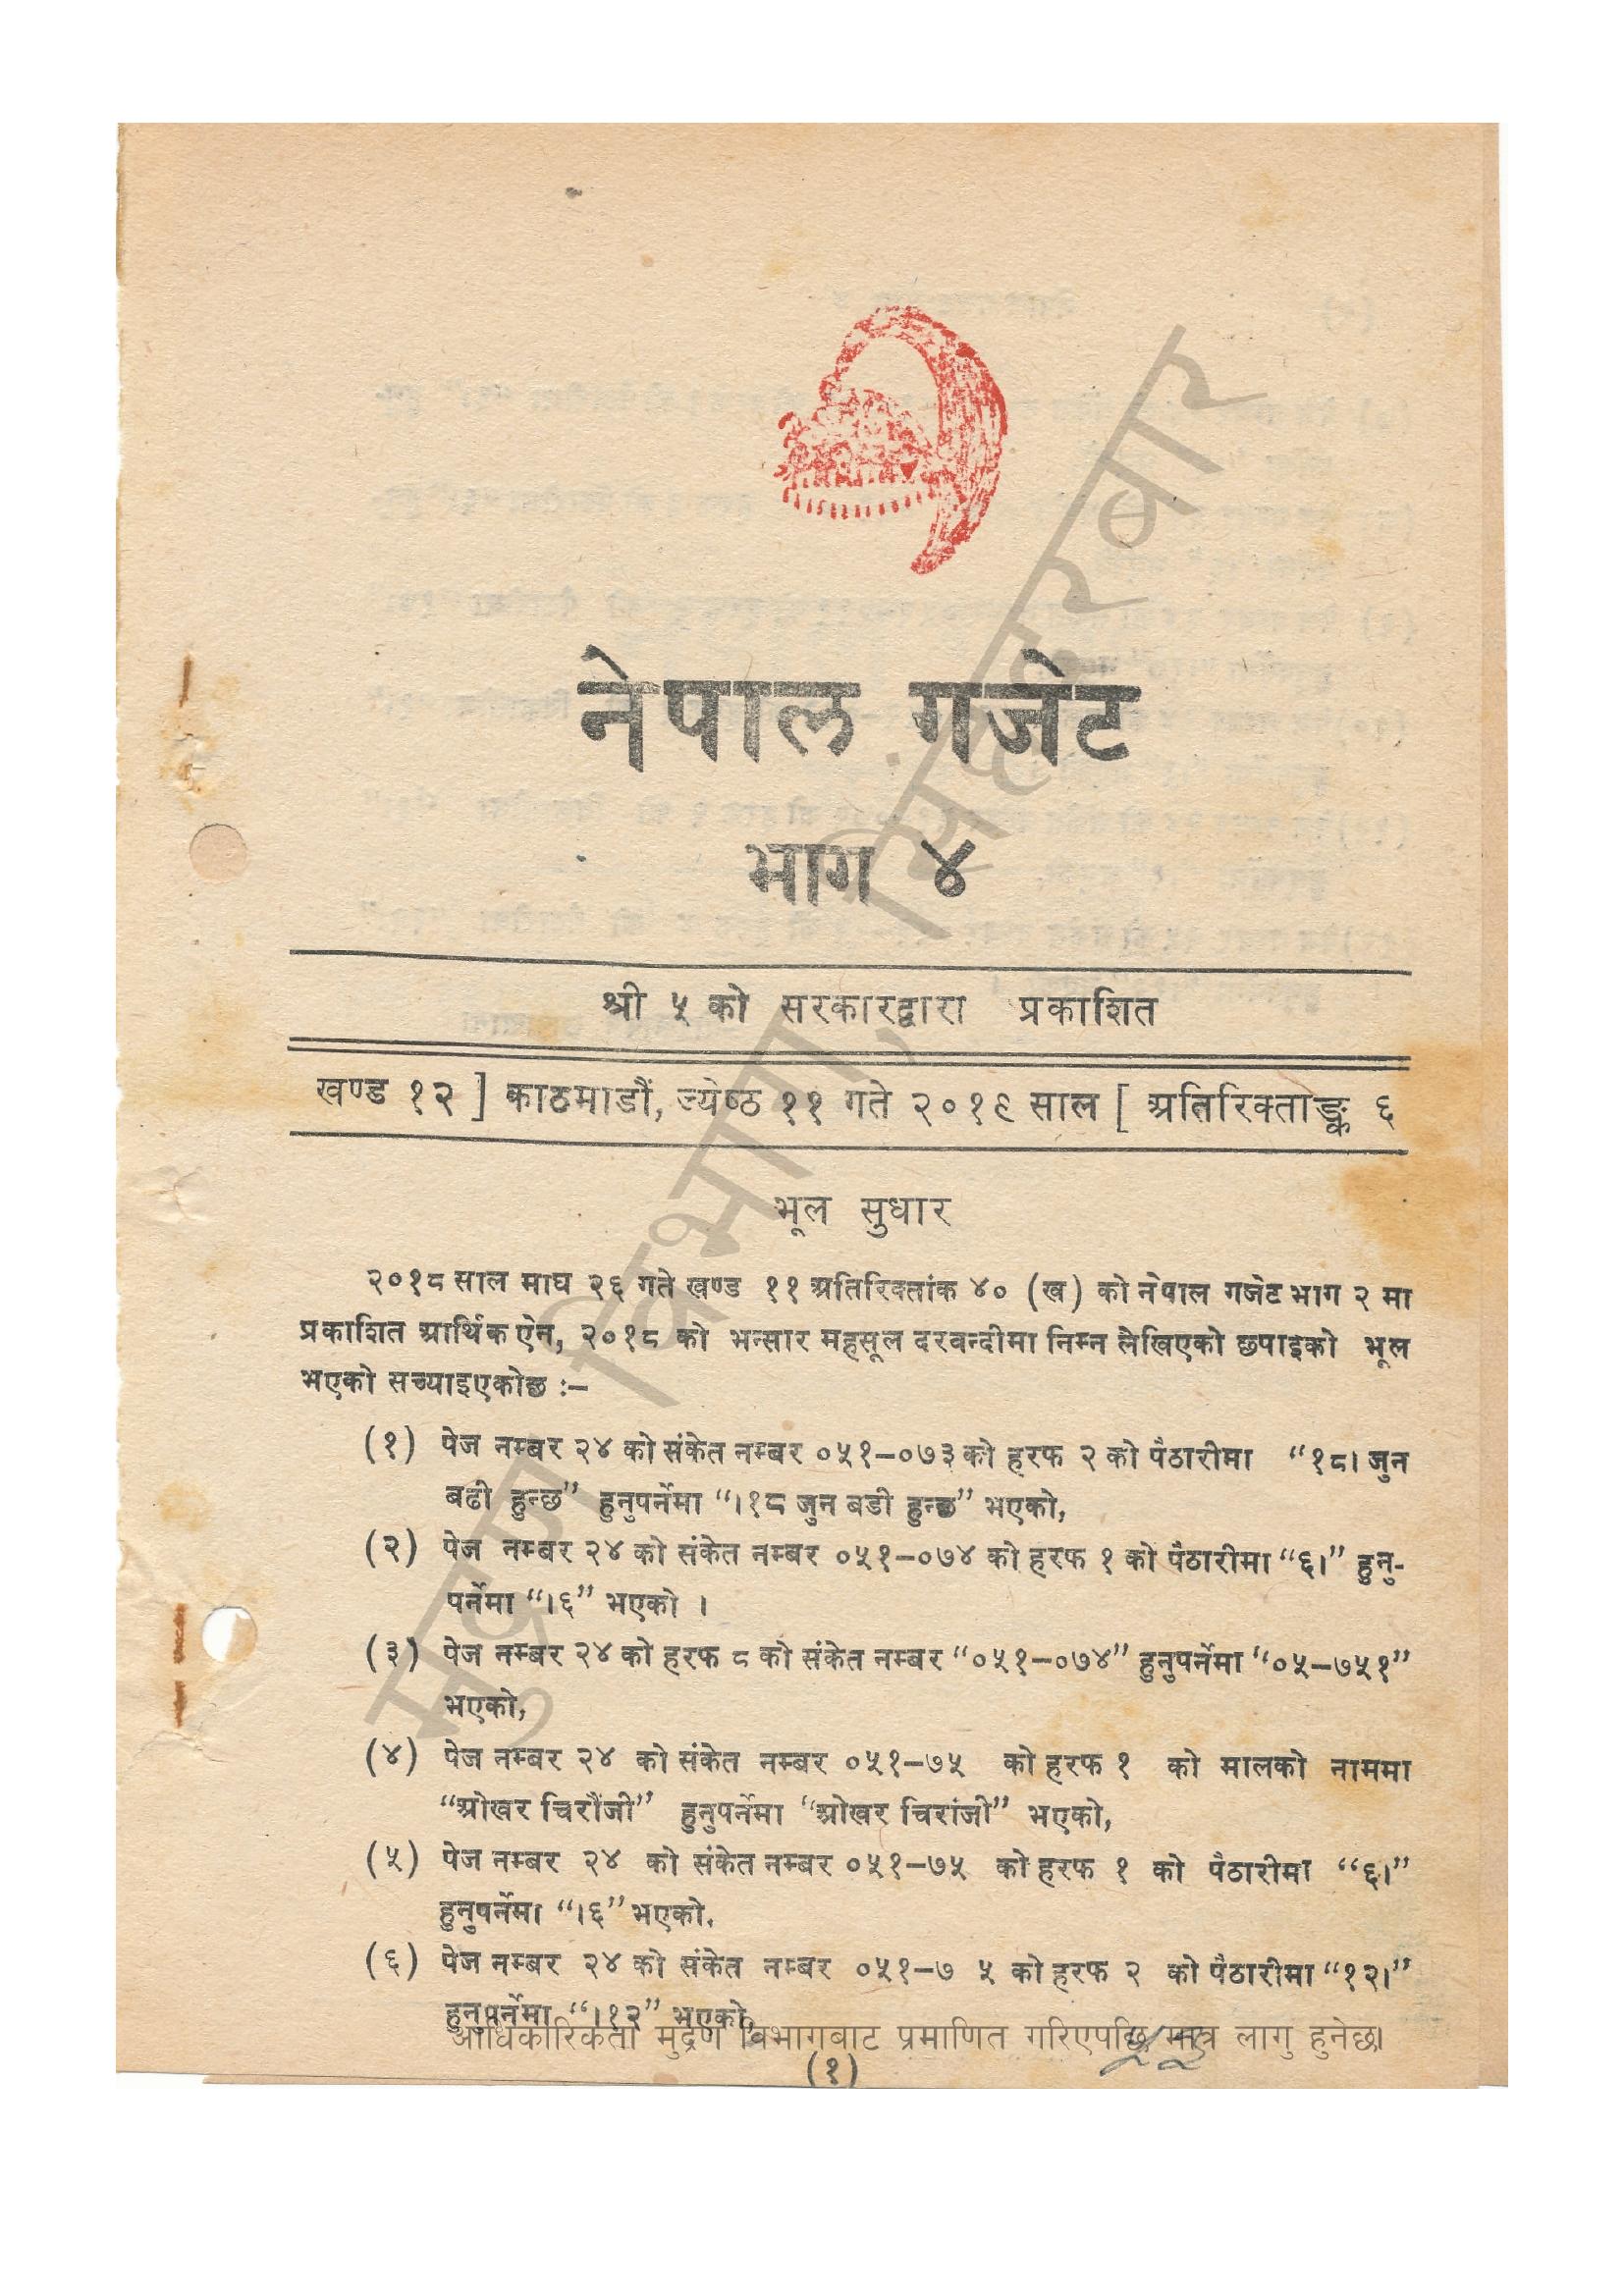 नेपाल गजेट
भाग ४
श्री ५ को सरकारद्वारा प्रकाशित
खण्ड १२ ] काठमाडौं, ज्येष्ठ ११ गते २०१९ साल [ अतिरिक्ताङ्क ६
भूल सुधार
२०१८ साल माघ २६ गते खण्ड ११ अतिरिक्तांक ४० (ख) को नेपाल गजेट भाग २ मा
प्रकाशित आर्थिक ऐन, २०१८ को भन्सार महसूल दरवन्दीमा निम्न लेखिएको छपाइको भूल
भएको सच्याइएकोछ :–
(१) पेज नम्बर २४ को संकेत नम्बर ०५१–०७३ को हरफ २ को पैठारीमा “१८। जुन
बढी हुन्छ” हुनुपर्नेमा “।१८ जुन बडी हुन्छ” भएको,
(२) पेज नम्बर २४ को संकेत नम्बर ०५१–०७४ को हरफ १ को पैठारीमा “६।” हुनु-
पर्नेमा “।६” भएको ।
(३) पेज नम्बर २४ को हरफ ८ को संकेत नम्बर “०५१–०७४” हुनुपर्नेमा “०५–७५१”
भएको,
(४) पेज नम्बर २४ को संकेत नम्बर ०५१–७५ को हरफ १ को मालको नाममा
“ओखर चिरौंजी” हुनुपर्नेमा “ओखर चिरांजी” भएको,
(५) पेज नम्बर २४ को संकेत नम्बर ०५१–७५ को हरफ १ को पैठारीमा “६।”
हुनुपर्नेमा “।६” भएको,
(६) पेज नम्बर २४ को संकेत नम्बर ०५१–७ ५ को हरफ २ को पैठारीमा “१२।”
हुनुपर्नेमा “।१२” भएको,
आधिकारिकता मुद्रण विभागबाट प्रमाणित गरिएपछि मात्र लागु हुनेछ।
(१)
मुद्रण विभाग, सिंहदरबार